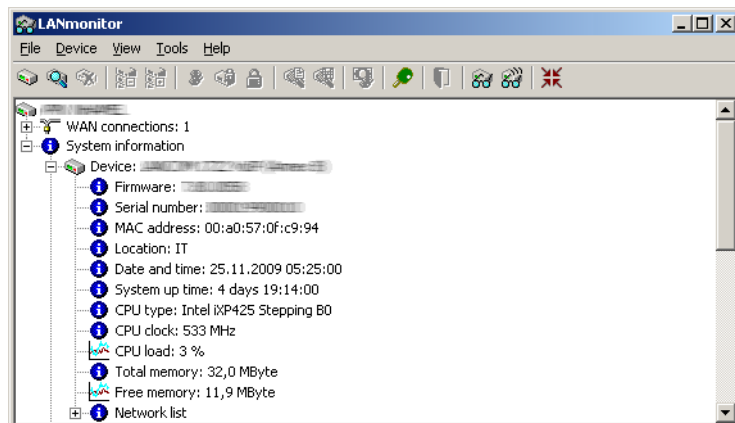 LANmonitor
File Device View Tools Help
WAN connections: 1
System information
Device:
Firmware:
Serial number:
MAC address: 00:a0:57:0f:c9:94
Location: IT
Date and time: 25.11.2009 05:25:00
System up time: 4 days 19:14:00
CPU type: Intel iXP425 Stepping B0
CPU clock: 533 MHz
CPU load: 3 %
Total memory: 32,0 MByte
Free memory: 11,9 MByte
Network list